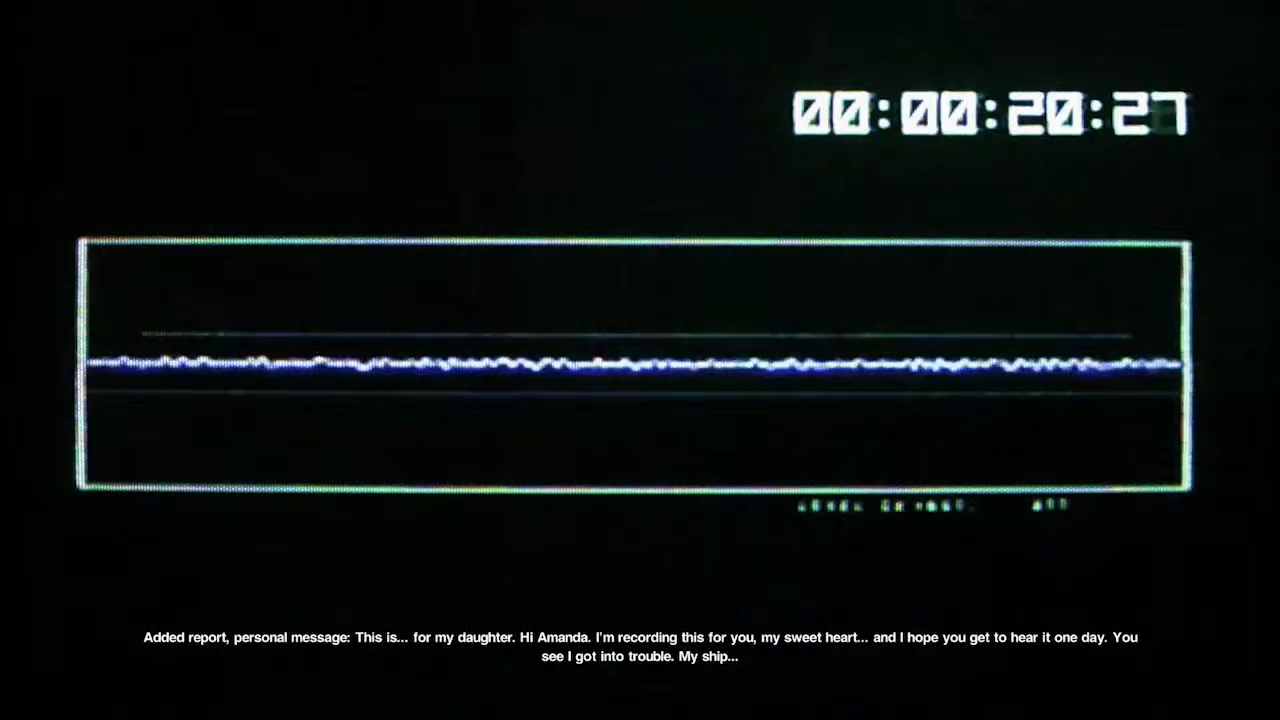 00:00:20:27
Added report, personal message: This is... for my daughter. Hi Amanda. I'm recording this for you, my sweet heart... and I hope you get to hear it one day. You
see I got into trouble. My ship...